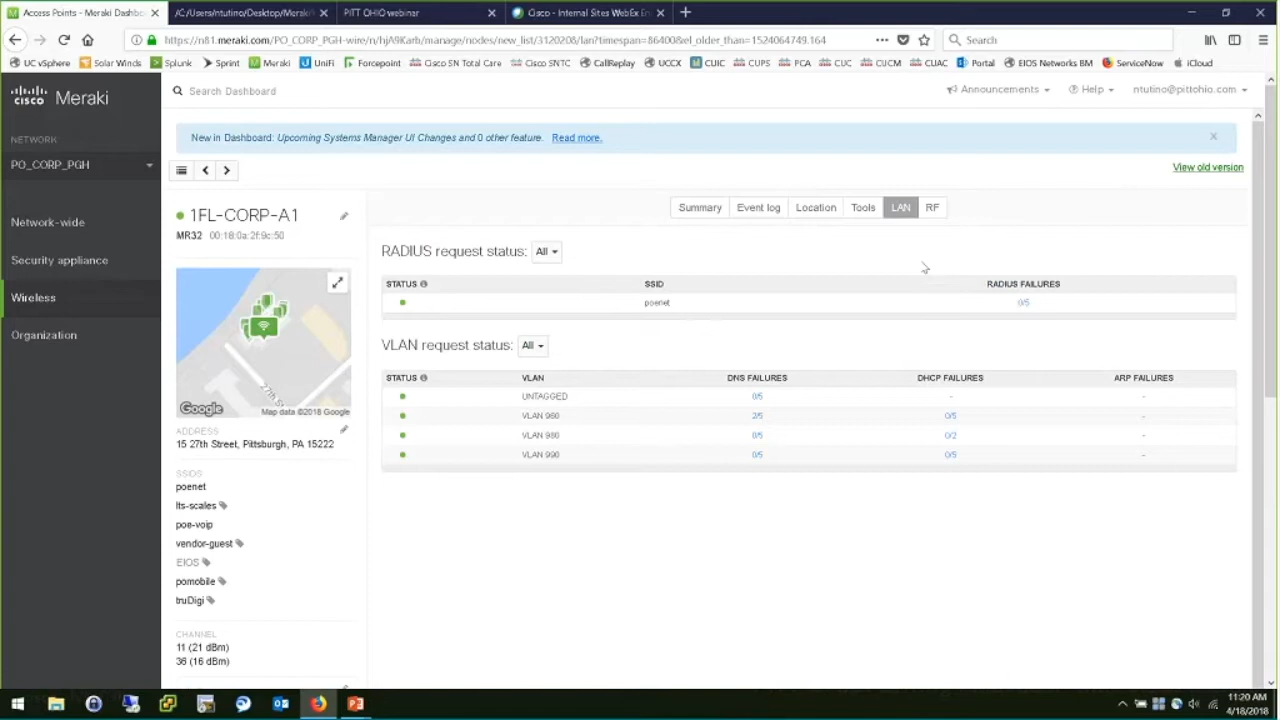 Access Points - Meraki Dashbo
/C:/Users/ntutino/Desktop/Meraki/
PITT OHIO webinar
Cisco - Internal Sites WebEx En
https://n81.meraki.com/PO_CORP_PGH-wire/n/hjA9Karb/manage/nodes/new_list/3120208/lan?timespan=86400&el_older_than=1524064749.164
Search
UC vSphere Solar Winds Splunk Sprint Meraki UniFi Forcepoint Cisco SN Total Care Cisco SNTC CallReplay UCCX CUIC CUPS PCA CUC CUCM CUAC Portal EIOS Networks BM ServiceNow iCloud
cisco Meraki
Search Dashboard
Announcements Help ntutino@pittohio.com
NETWORK
PO_CORP_PGH
Network-wide
Security appliance
Wireless
Organization
New in Dashboard: Upcoming Systems Manager UI Changes and 0 other feature. Read more.
View old version
1FL-CORP-A1
MR32 00:18:0a:2f:9c:50
Google
27th St
Map data ©2018 Google
ADDRESS
15 27th Street, Pittsburgh, PA 15222
SSIDS
poenet
lts-scales
poe-voip
vendor-guest
EIOS
pomobile
truDigi
CHANNEL
11 (21 dBm)
36 (16 dBm)
Summary Event log Location Tools LAN RF
RADIUS request status: All
STATUS SSID RADIUS FAILURES
poenet 0/5
VLAN request status: All
STATUS VLAN DNS FAILURES DHCP FAILURES ARP FAILURES
UNTAGGED 0/5 - -
VLAN 960 2/5 0/5 -
VLAN 980 0/5 0/2 -
VLAN 990 0/5 0/5 -
11:20 AM
4/18/2018